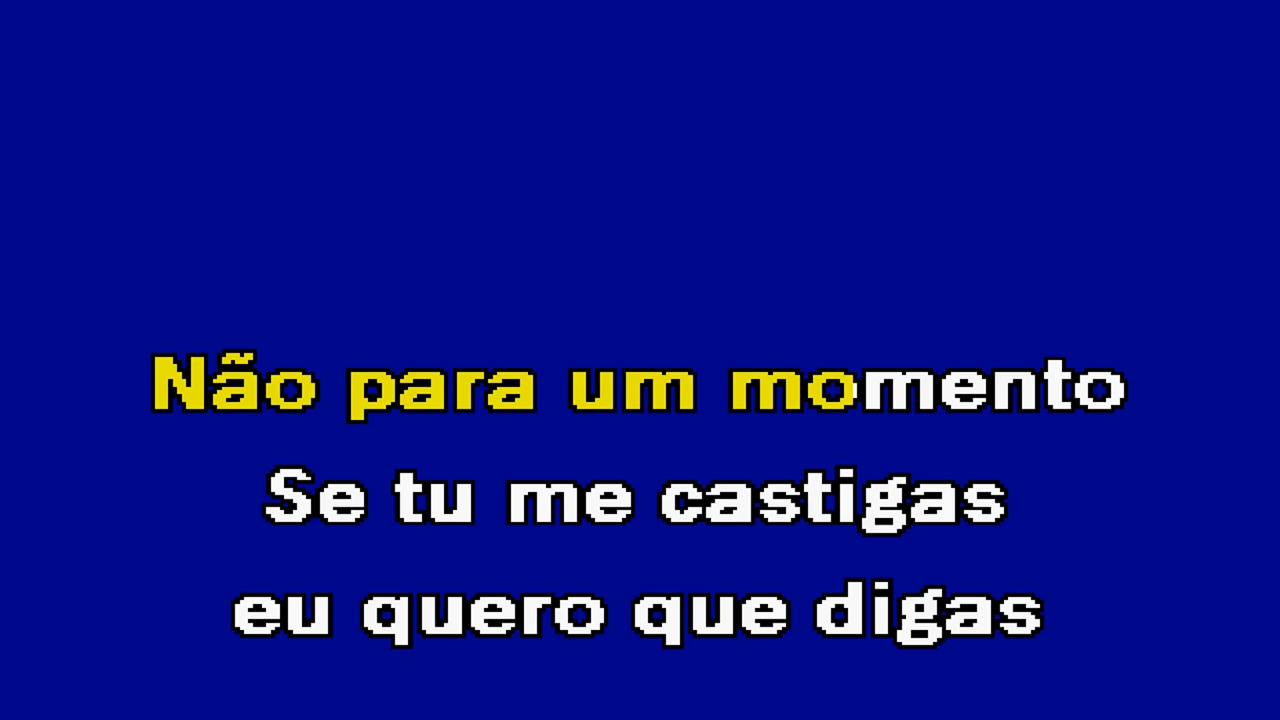 Não para um momento
Se tu me castigas
eu quero que digas